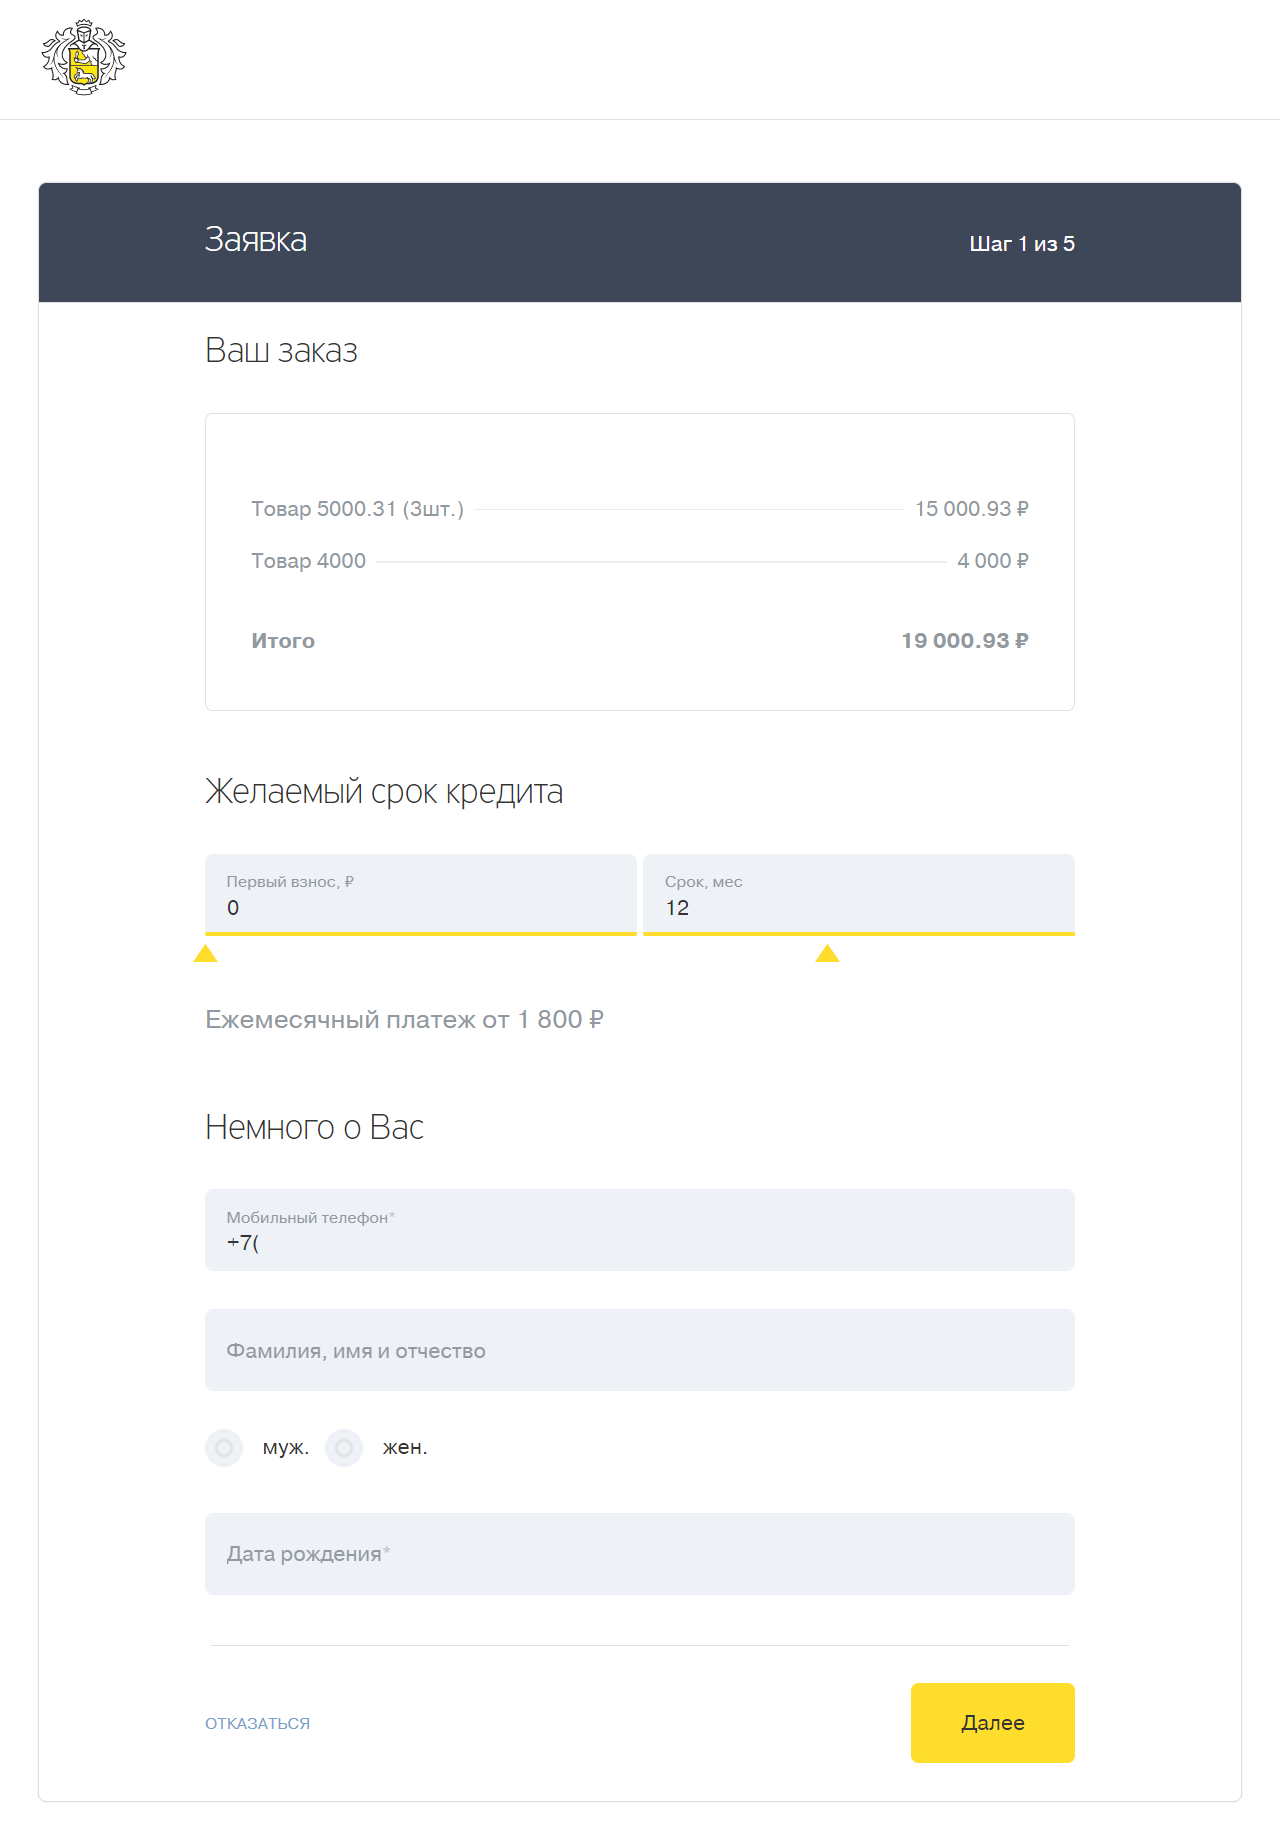 Заявка
Шаг 1 из 5
Ваш заказ
Товар 5000.31 (3шт.) 15 000.93 ₽
Товар 4000 4 000 ₽
Итого 19 000.93 ₽
Желаемый срок кредита
Первый взнос, ₽
0
Срок, мес
12
Ежемесячный платеж от 1 800 ₽
Немного о Вас
Мобильный телефон*
+7(
Фамилия, имя и отчество
муж. жен.
Дата рождения*
ОТКАЗАТЬСЯ
Далее